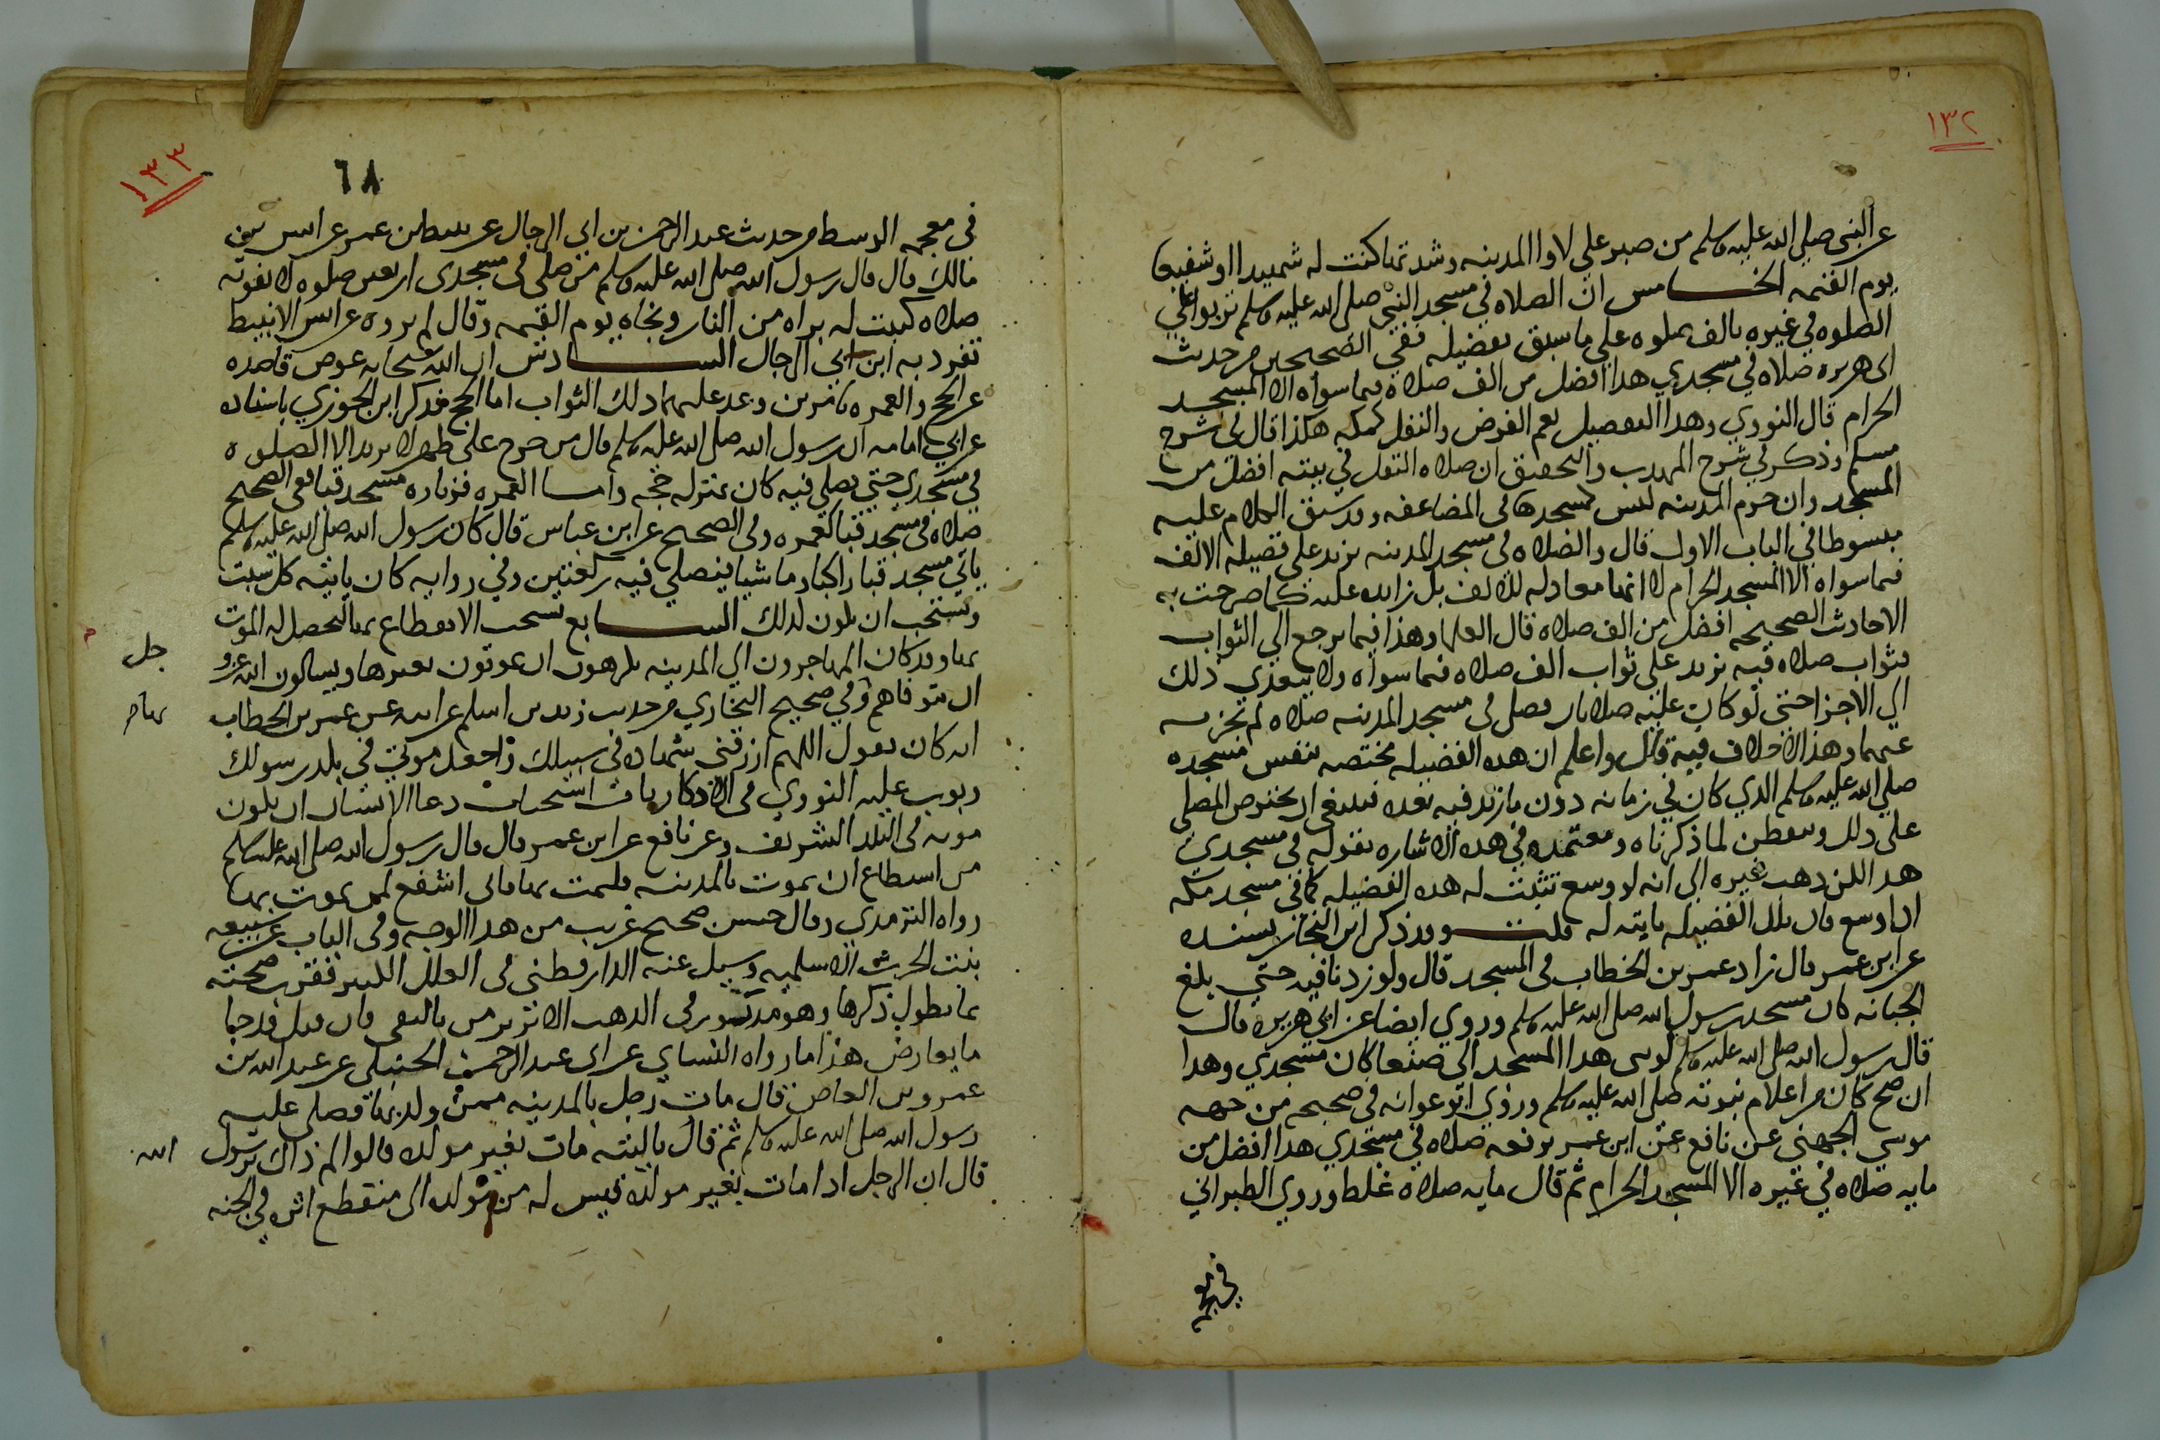 ١٣٢
عن النبي صلى الله عليه وسلم من صبر على لاوا المدينه وشدتها كنت له شهيدا او شفيعا
يوم القيمه الخامس ان الصلاه في مسجد النبي صلى الله عليه وسلم تربوا على
الصلوه في غيره بالف صلوه على ما سبق تفضيله ففي الصحيحين من حديث
ابي هريره صلاه في مسجدي هذا افضل من الف صلاه فيما سواه الا المسجد
الحرام قال النووي وهذا التفضيل يعم الفرض والنفل كمكه هكذا قال في شرح
مسلم وذكر في شرح المهذب والتحقيق ان صلاه النفل في بيته افضل من
المسجد وان حرم المدينه ليس كمسجدها في المضاعفه وقد سبق الكلام عليه
مبسوطا في الباب الاول قال والصلاه في مسجد المدينه تزيد على فضيله الالف
فيما سواه الا المسجد الحرام لا انها معادله للالف بل زايده عليه كما صرحت به
الاحاديث الصحيحه افضل من الف صلاه قال العلما وهذا فيما يرجع الى الثواب
فثواب صلاه فيه يزيد على ثواب الف صلاه فيما سواه ولا يتعدى ذلك
الى الاجزا حتى لو كان عليه صلاتان فصلى في مسجد المدينه صلاه لم تجزيه
عنهما وهذا لا خلاف فيه قال واعلم ان هذه الفضيله مختصه بنفس مسجده
صلى الله عليه وسلم الذي كان في زمانه دون ما زيد فيه بعده فينبغي ان يحرص المصلي
على ذلك ويتفطن لما ذكرناه ومعتمده في هذه الاشاره بقوله في مسجدي
هذا لكن ذهب غيره الى انه لو وسع تثبت له هذه الفضيله كما في مسجد مكه
اذا وسع فان تلك الفضيله ثابته له قلت وقد ذكر ابن النجار بسنده
عن ابن عمر قال زاد عمر بن الخطاب في المسجد قال ولو زدنا فيه حتى بلغ
الجبانه كان مسجد رسول الله صلى الله عليه وسلم وروي ايضا عن ابي هريره قال
قال رسول الله صلى الله عليه وسلم لو بني هذا المسجد الى صنعا كان مسجدي وهذا
ان صح كان من اعلام نبوته صلى الله عليه وسلم وروي ابو عوانه في صحيحه من جهه
موسى الجهني عن نافع عن ابن عمر يرفعه صلاه في مسجدي هذا افضل من
مايه صلاه في غيره الا المسجد الحرام ثم قال مايه صلاه غلط وروي الطبراني
في معجمه
١٣٣
٦٨
في معجمه الاوسط من حديث عبد الرحمن بن ابي الرجال عن نبيط بن عمر عن انس بن
مالك قال قال رسول الله صلى الله عليه وسلم من صلى في مسجدي اربعين صلوه لا تفوته
صلاه كتبت له براه من النار ونجاه يوم القيمه وقال لم يروه عن انس الا نبيط
تفرد به ابن ابي الرجال السادس ان الله سبحانه عوض قاصده
عن الحج والعمره بامرين وعد عليهما ذلك الثواب اما الحج فذكر ابن الجوزي باسناده
عن ابي امامه ان رسول الله صلى الله عليه وسلم قال من خرج على طهر لا يريد الا الصلوه
في مسجدي حتى يصلي فيه كان بمنزله حجه واما العمره فزياره مسجد قبا ففي الصحيح
صلاه في مسجد قبا كعمره وفي الصحيح عن ابن عباس قال كان رسول الله صلى الله عليه وسلم
ياتي مسجد قبا راكبا وماشيا فيصلي فيه ركعتين وفي روايه كان ياتيه كل سبت
ويستحب ان يكون لذلك السابع يستحب الانقطاع بها ليحصل له الموت
بها وقد كان المهاجرون الى المدينه يكرهون ان يموتون بغيرها ويسالون الله عز و
جل
ان يتوفاهم وفي صحيح البخاري من حديث زيد بن اسلم عن ابيه عن عمر بن الخطاب
بها م
انه كان يقول اللهم ارزقني شهاده في سبيلك واجعل موتي في بلد رسولك
وبوب عليه النووي في الاذكار باب استحباب دعا الانسان ان يكون
موته في البلد الشريف وعن نافع عن ابن عمر قال قال رسول الله صلى الله عليه وسلم
من استطاع ان يموت بالمدينه فليمت بها فاني اشفع لمن يموت بها
رواه الترمذي وقال حسن صحيح غريب من هذا الوجه وفي الباب عن سبيعه
بنت الحرث الاسلميه وسيل عنه الدارقطني في العلل الكبير فقرر صحته
بما يطول ذكرها وهو مذكور في الذهب الابريز من فان قيل قد جا
ما يعارض هذا ما رواه النساي عن ابي عبد الرحمن الحبلي عن عبد الله بن
عمرو بن العاص قال مات رجل بالمدينه ممن ولد بها فصلى عليه
رسول الله صلى الله عليه وسلم ثم قال يا ليته مات بغير مولده قالوا لم ذاك يرسول
الله
قال ان الرجل اذا مات بغير مولده قيس له من مولده الى منقطع اثره في الجنه